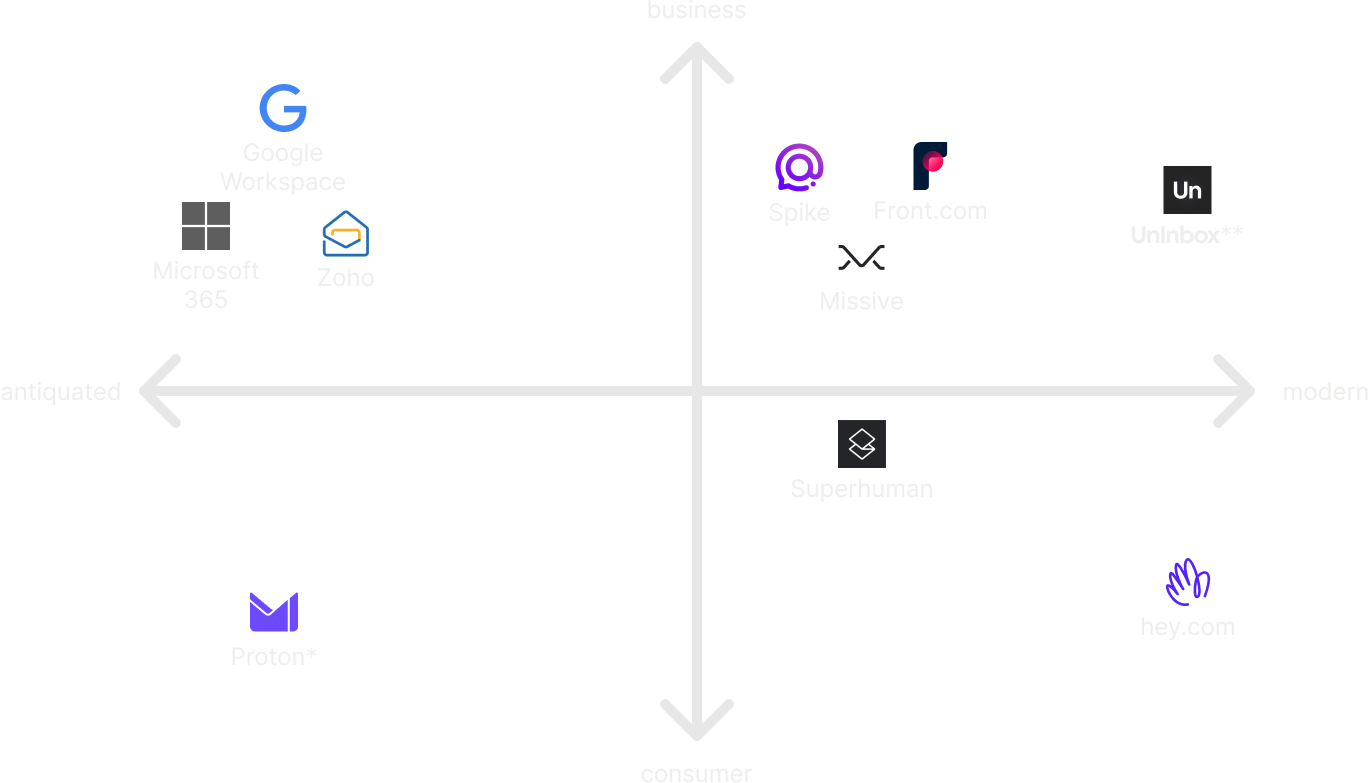 business
Google
Workspace
Microsoft
365
Zoho
Spike
Front.com
Missive
Un
UnInbox**
antiquated
modern
Superhuman
Proton*
hey.com
consumer